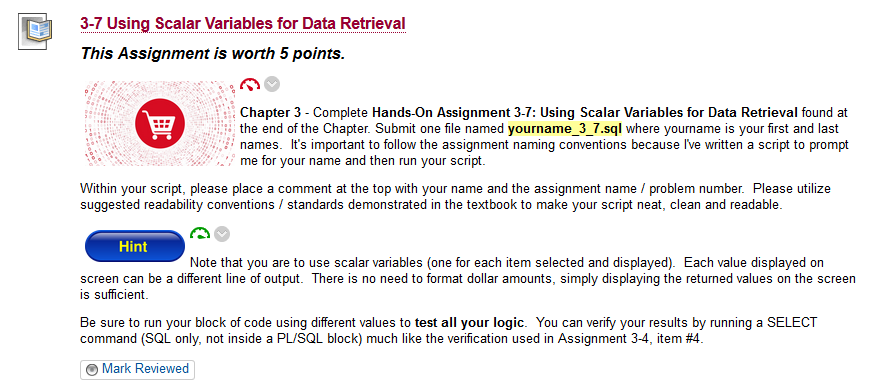 3-7 Using Scalar Variables for Data Retrieval
This Assignment is worth 5 points.
Chapter 3 - Complete Hands-On Assignment 3-7: Using Scalar Variables for Data Retrieval found at
the end of the Chapter. Submit one file named yourname_3_7.sql where yourname is your first and last
names.  It's important to follow the assignment naming conventions because I've written a script to prompt
me for your name and then run your script.
Within your script, please place a comment at the top with your name and the assignment name / problem number.  Please utilize
suggested readability conventions / standards demonstrated in the textbook to make your script neat, clean and readable.
Hint
Note that you are to use scalar variables (one for each item selected and displayed).  Each value displayed on
screen can be a different line of output.  There is no need to format dollar amounts, simply displaying the returned values on the screen
is sufficient.
Be sure to run your block of code using different values to test all your logic.  You can verify your results by running a SELECT
command (SQL only, not inside a PL/SQL block) much like the verification used in Assignment 3-4, item #4.
Mark Reviewed